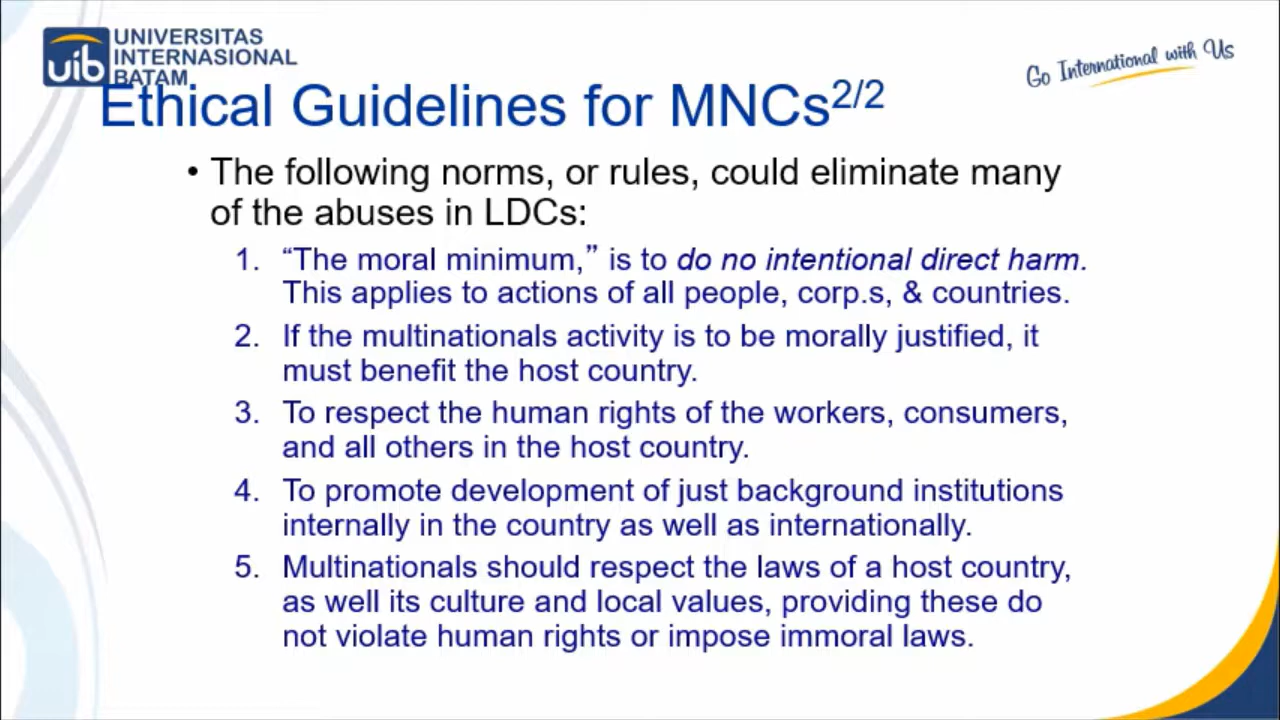 UNIVERSITAS
INTERNASIONAL
BATAM
uib
Go International with Us
Ethical Guidelines for MNCs2/2
• The following norms, or rules, could eliminate many
of the abuses in LDCs:
1. “The moral minimum,” is to do no intentional direct harm.
This applies to actions of all people, corp.s, & countries.
2. If the multinationals activity is to be morally justified, it
must benefit the host country.
3. To respect the human rights of the workers, consumers,
and all others in the host country.
4. To promote development of just background institutions
internally in the country as well as internationally.
5. Multinationals should respect the laws of a host country,
as well its culture and local values, providing these do
not violate human rights or impose immoral laws.